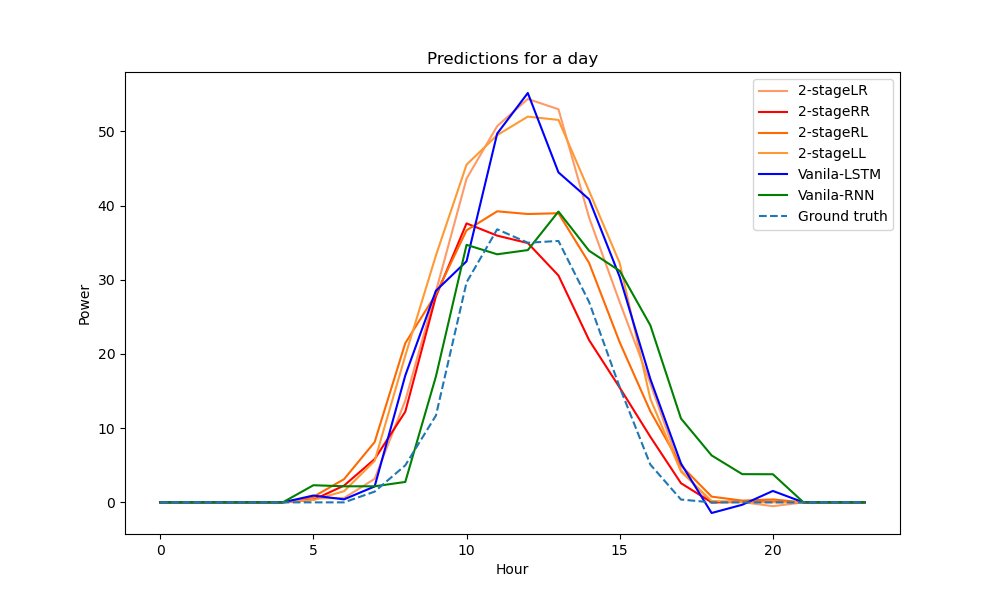 Predictions for a day
2-stageLR
2-stageRR
2-stageRL
2-stageLL
Vanila-LSTM
Vanila-RNN
Ground truth
Power
50
40
30
20
10
0
0 5 10 15 20
Hour